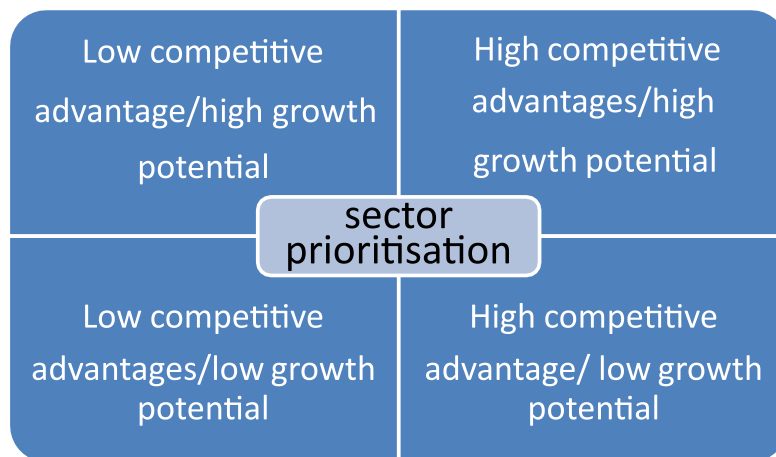 Low competitive
advantage/high growth
potential
High competitive
advantages/high
growth potential
sector
prioritisation
Low competitive
advantages/low growth
potential
High competitive
advantage/ low growth
potential